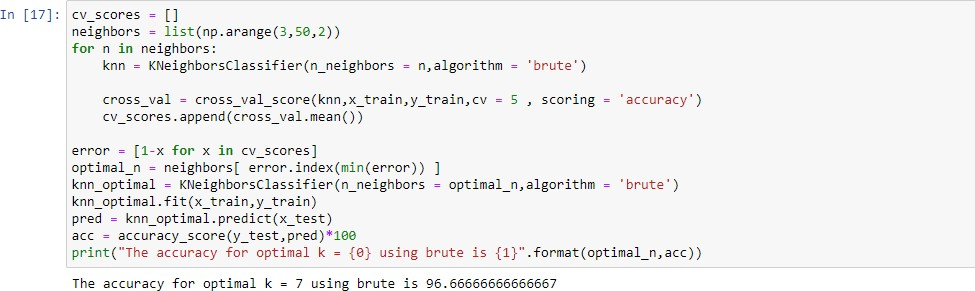 In [17]: cv_scores = []
neighbors = list(np.arange(3,50,2))
for n in neighbors:
    knn = KNeighborsClassifier(n_neighbors = n,algorithm = 'brute')
    cross_val = cross_val_score(knn,x_train,y_train,cv = 5 , scoring = 'accuracy')
    cv_scores.append(cross_val.mean())
error = [1-x for x in cv_scores]
optimal_n = neighbors[ error.index(min(error)) ]
knn_optimal = KNeighborsClassifier(n_neighbors = optimal_n,algorithm = 'brute')
knn_optimal.fit(x_train,y_train)
pred = knn_optimal.predict(x_test)
acc = accuracy_score(y_test,pred)*100
print("The accuracy for optimal k = {0} using brute is {1}".format(optimal_n,acc))
The accuracy for optimal k = 7 using brute is 96.66666666666667